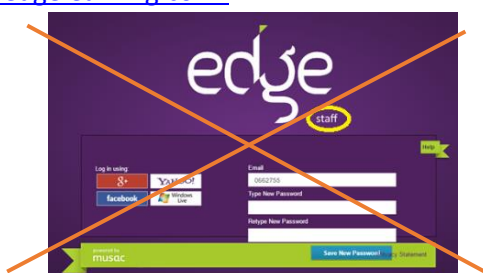 edge
staff
Help
Log in using:
Email
g+
YAHOO!
0662755
Type New Password
facebook
Windows Live
Retype New Password
powered by
musac
Save New Password
Privacy Statement